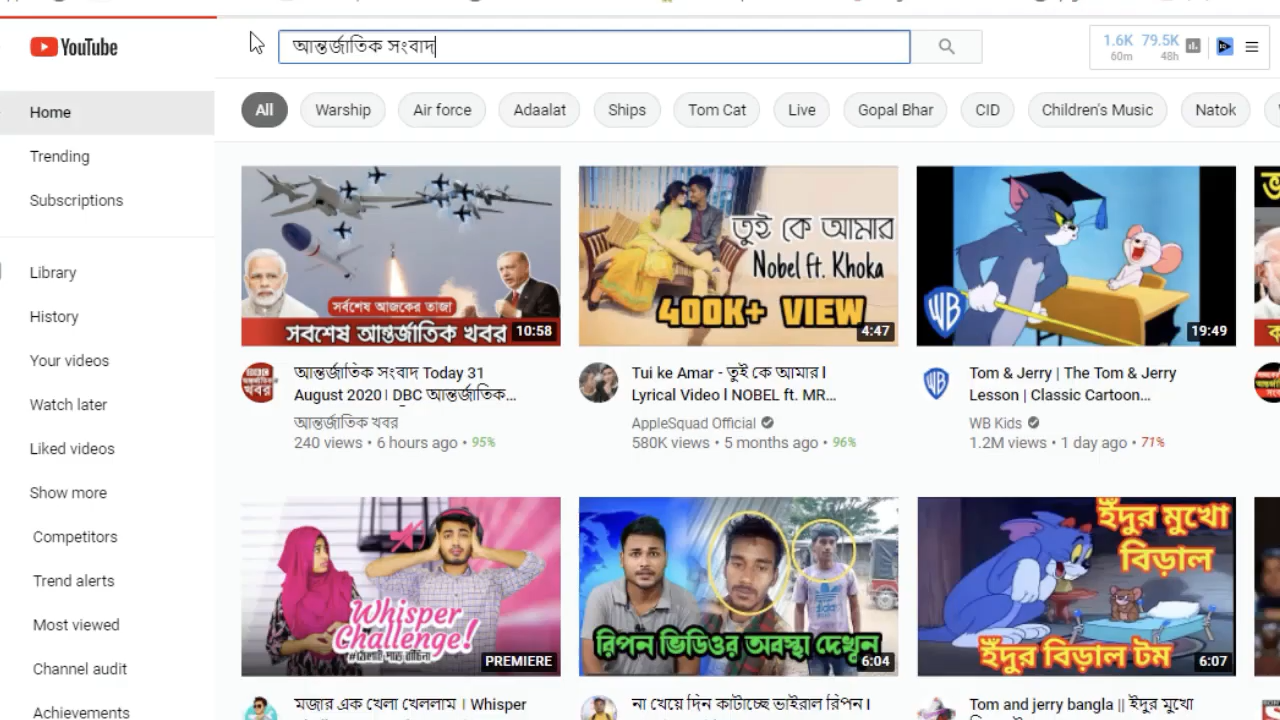 YouTube
আন্তর্জাতিক সংবাদ
1.6K 79.5K
60m 48h
All Warship Air force Adaalat Ships Tom Cat Live Gopal Bhar CID Children's Music Natok
Home
Trending
Subscriptions
Library
History
Your videos
Watch later
Liked videos
Show more
Competitors
Trend alerts
Most viewed
Channel audit
Achievements
সর্বশেষ আজকের তাজা
সবশেষ আন্তর্জাতিক খবর
10:58
আন্তর্জাতিক সংবাদ Today 31
August 2020। DBC আন্তর্জাতিক...
আন্তর্জাতিক খবর
240 views • 6 hours ago • 95%
তুই কে আমার
Nobel ft. Khoka
400K+ VIEW
4:47
Tui ke Amar - তুই কে আমার l
Lyrical Video l NOBEL ft. MR...
AppleSquad Official
580K views • 5 months ago • 96%
WB
19:49
Tom & Jerry | The Tom & Jerry
Lesson | Classic Cartoon...
WB Kids
1.2M views • 1 day ago • 71%
Whisper
Challenge!
PREMIERE
মজার এক খেলা খেললাম । Whisper
রিপন ভিডিওর অবস্থা দেখুন
6:04
না খেয়ে দিন কাটাচ্ছে ভাইরাল রিপন।
ইঁদুর মুখো
বিড়াল
ইঁদুর বিড়াল টম
6:07
Tom and jerry bangla || ইঁদুর মুখো